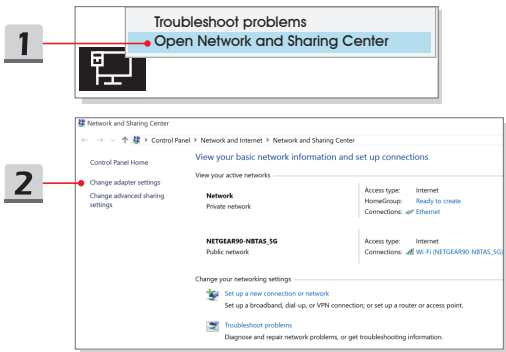 1
Troubleshoot problems
Open Network and Sharing Center
2
Network and Sharing Center
Control Panel > Network and Internet > Network and Sharing Center
Control Panel Home
Change adapter settings
Change advanced sharing
settings
View your basic network information and set up connections
View your active networks
Network
Private network
Access type: Internet
HomeGroup: Ready to create
Connections: Ethernet
NETGEAR90-NBTAS_5G
Public network
Access type: Internet
Connections: Wi-Fi (NETGEAR90-NBTAS_5G)
Change your networking settings
Set up a new connection or network
Set up a broadband, dial-up, or VPN connection; or set up a router or access point.
Troubleshoot problems
Diagnose and repair network problems, or get troubleshooting information.